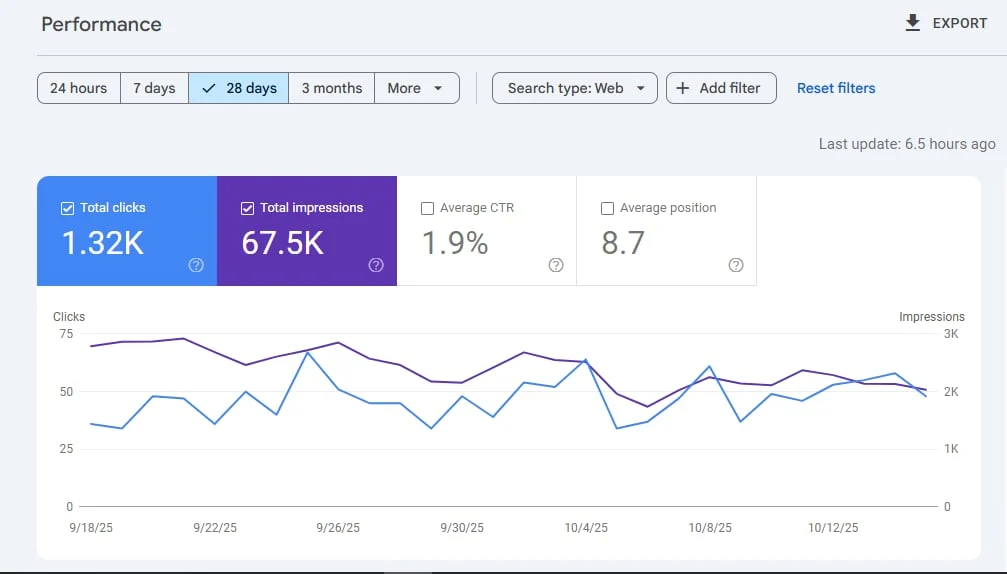 Performance
EXPORT
24 hours 7 days 28 days 3 months More Search type: Web Add filter Reset filters
Last update: 6.5 hours ago
Total clicks Total impressions Average CTR Average position
1.32K 67.5K 1.9% 8.7
Clicks Impressions
75 3K
50 2K
25 1K
0 0
9/18/25 9/22/25 9/26/25 9/30/25 10/4/25 10/8/25 10/12/25